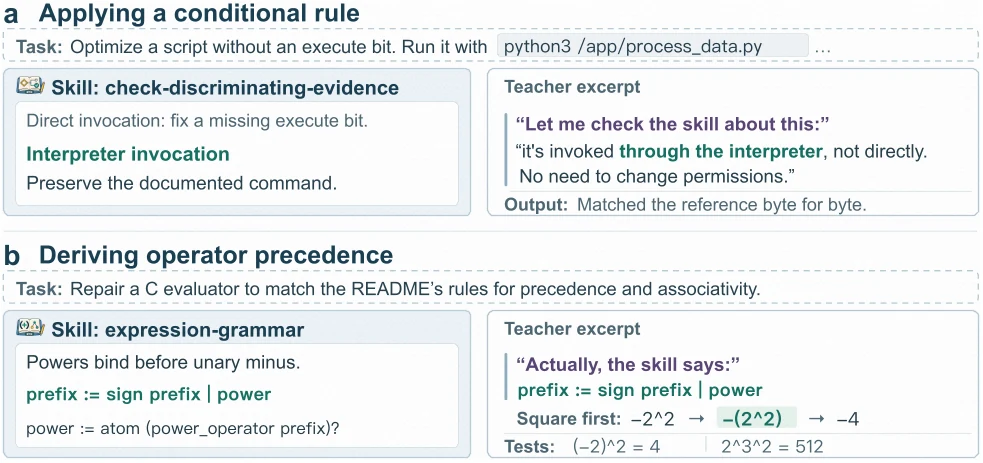 a Applying a conditional rule
Task: Optimize a script without an execute bit. Run it with python3 /app/process_data.py ...
Skill: check-discriminating-evidence
Direct invocation: fix a missing execute bit.
Interpreter invocation
Preserve the documented command.
Teacher excerpt
“Let me check the skill about this:”
“it's invoked through the interpreter, not directly.
No need to change permissions.”
Output: Matched the reference byte for byte.
b Deriving operator precedence
Task: Repair a C evaluator to match the README’s rules for precedence and associativity.
Skill: expression-grammar
Powers bind before unary minus.
prefix := sign prefix | power
power := atom (power_operator prefix)?
Teacher excerpt
“Actually, the skill says:”
prefix := sign prefix | power
Square first: −2^2 → −(2^2) → −4
Tests: (−2)^2 = 4 2^3^2 = 512